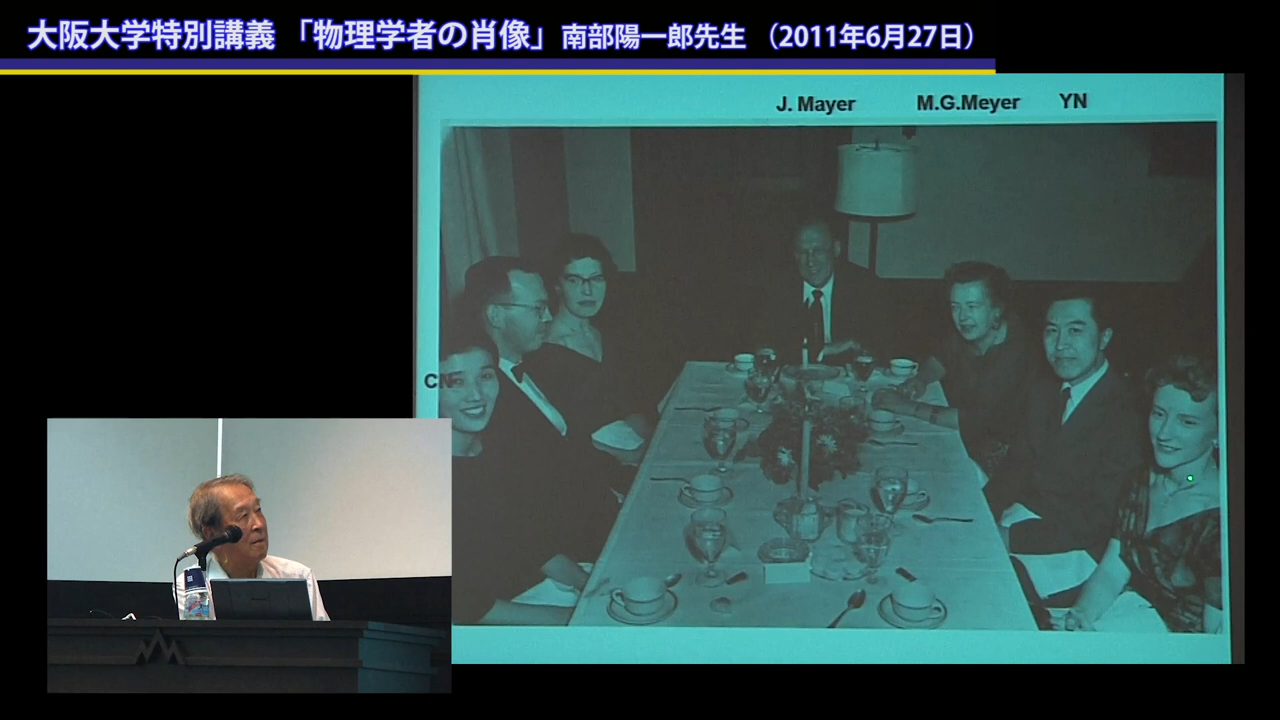 大阪大学特別講義 「物理学者の肖像」 南部陽一郎先生 （2011年6月27日）
J. Mayer M.G.Meyer YN
CN